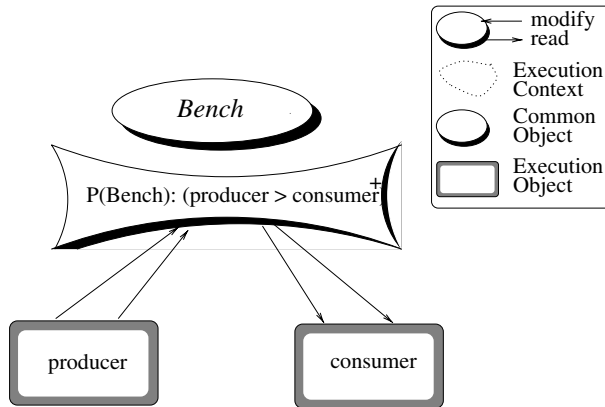 Bench
P(Bench): (producer > consumer)+
producer
consumer
modify
read
Execution
Context
Common
Object
Execution
Object